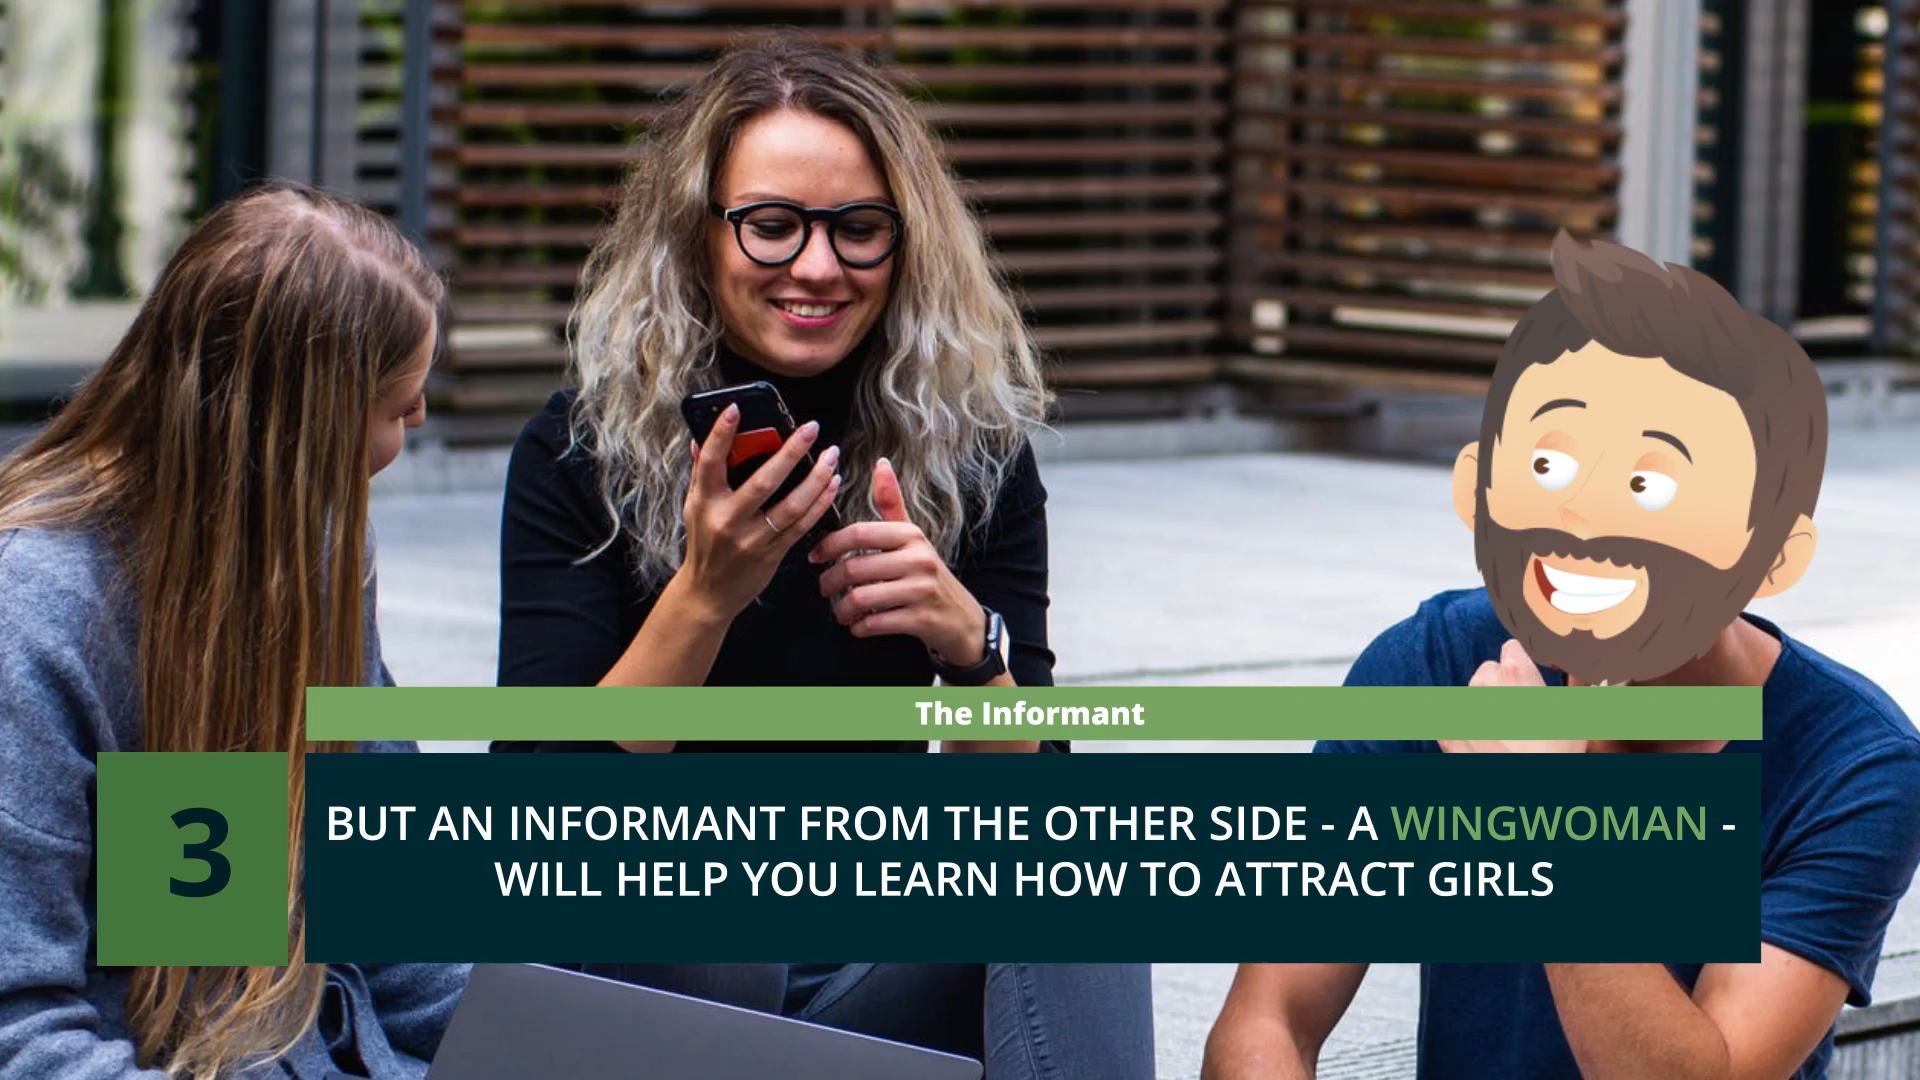 The Informant
3
BUT AN INFORMANT FROM THE OTHER SIDE - A WINGWOMAN -
WILL HELP YOU LEARN HOW TO ATTRACT GIRLS